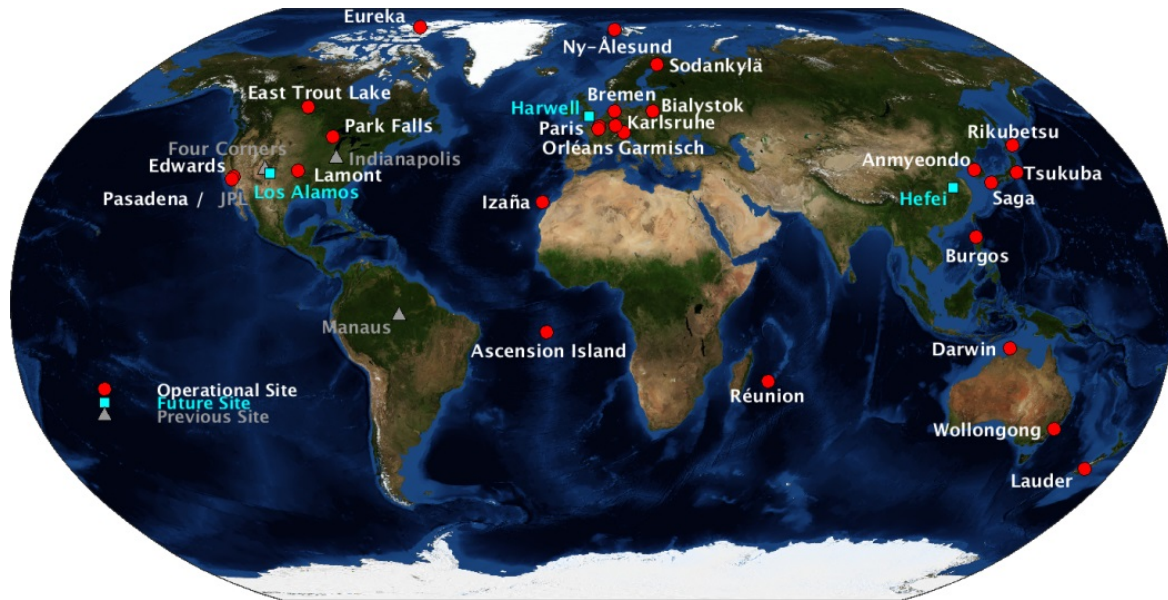 Eureka
Ny-Ålesund
Sodankylä
East Trout Lake
Harwell
Bremen
Bialystok
Park Falls
Paris
Karlsruhe
Rikubetsu
Four Corners
Indianapolis
Orléans Garmisch
Edwards
Anmyeondo
Lamont
Tsukuba
Los Alamos
Pasadena / JPL
Izaña
Hefei
Saga
Burgos
Manaus
Ascension Island
Darwin
Operational Site
Réunion
Future Site
Previous Site
Wollongong
Lauder